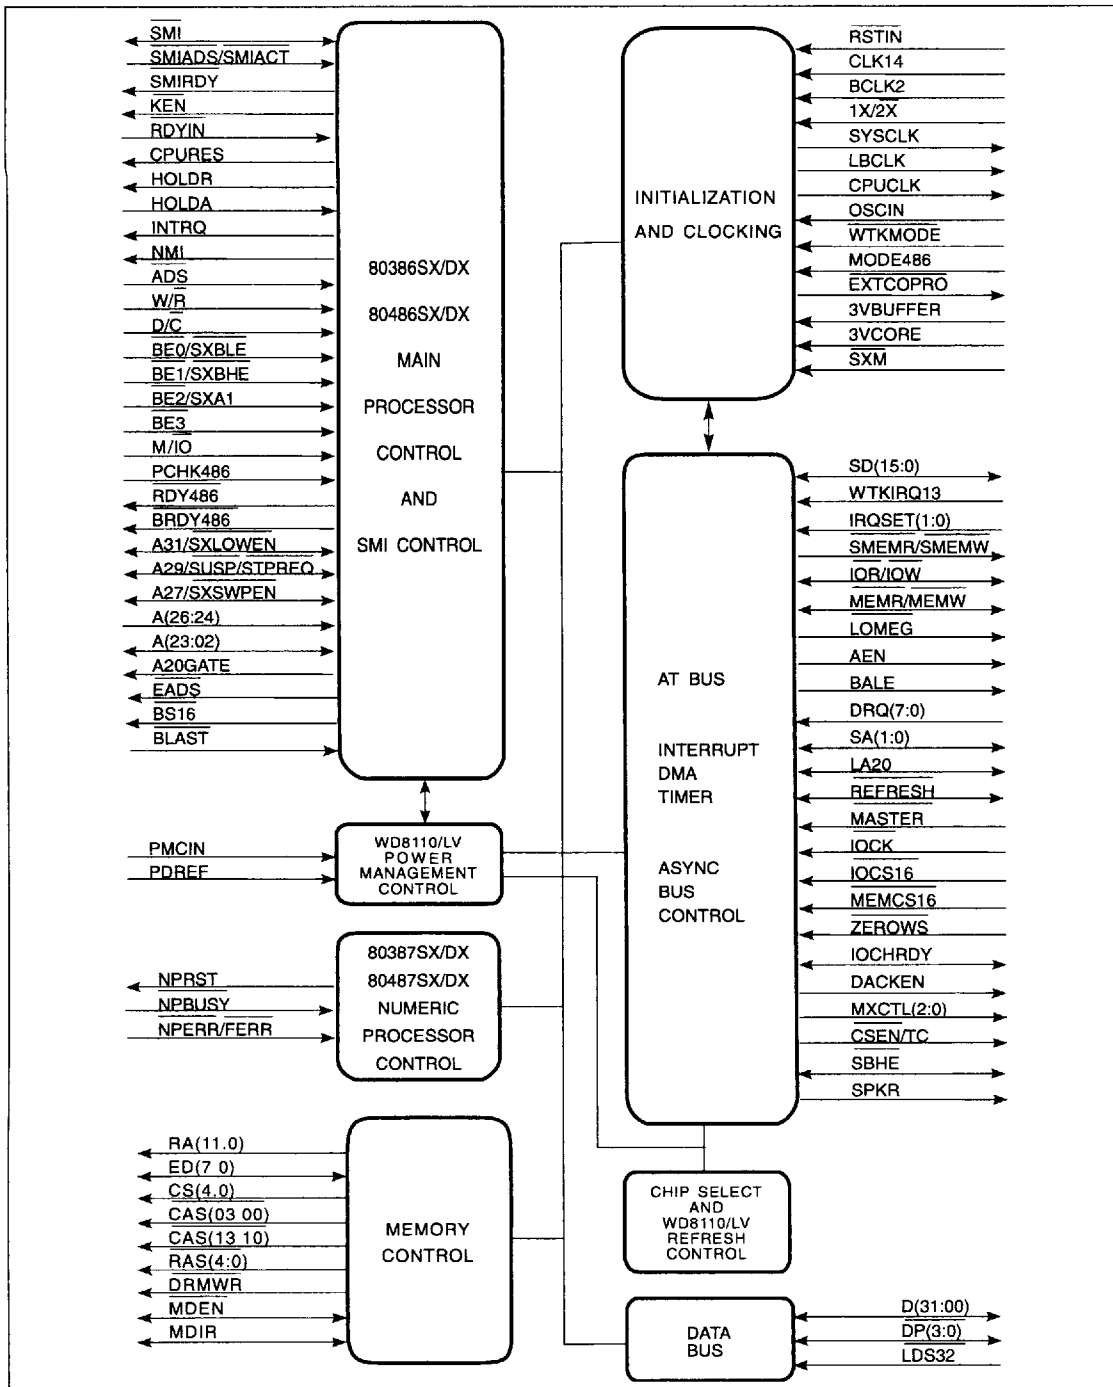 SMI
SMIADS/SMIACT
SMIRDY
KEN
RDYIN
CPURES
HOLDR
HOLDA
INTRQ
NMI
ADS
W/R
D/C
BE0/SXBLE
BE1/SXBHE
BE2/SXA1
BE3
M/IO
PCHK486
RDY486
BRDY486
A31/SXLOWEN
A29/SUSP/STPREQ
A27/SXSWPEN
A(26:24)
A(23:02)
A20GATE
EADS
BS16
BLAST
80386SX/DX
80486SX/DX
MAIN
PROCESSOR
CONTROL
AND
SMI CONTROL
PMCIN
PDREF
WD8110/LV
POWER
MANAGEMENT
CONTROL
NPRST
NPBUSY
NPERR/FERR
80387SX/DX
80487SX/DX
NUMERIC
PROCESSOR
CONTROL
RA(11.0)
ED(7 0)
CS(4.0)
CAS(03 00)
CAS(13 10)
RAS(4:0)
DRMWR
MDEN
MDIR
MEMORY
CONTROL
INITIALIZATION
AND CLOCKING
RSTIN
CLK14
BCLK2
1X/2X
SYSCLK
LBCLK
CPUCLK
OSCIN
WTKMODE
MODE486
EXTCOPRO
3VBUFFER
3VCORE
SXM
AT BUS
INTERRUPT
DMA
TIMER
ASYNC
BUS
CONTROL
SD(15:0)
WTKIRQ13
IRQSET(1:0)
SMEMR/SMEMW
IOR/IOW
MEMR/MEMW
LOMEG
AEN
BALE
DRQ(7:0)
SA(1:0)
LA20
REFRESH
MASTER
IOCK
IOCS16
MEMCS16
ZEROWS
IOCHRDY
DACKEN
MXCTL(2:0)
CSEN/TC
SBHE
SPKR
CHIP SELECT
AND
WD8110/LV
REFRESH
CONTROL
DATA
BUS
D(31:00)
DP(3:0)
LDS32